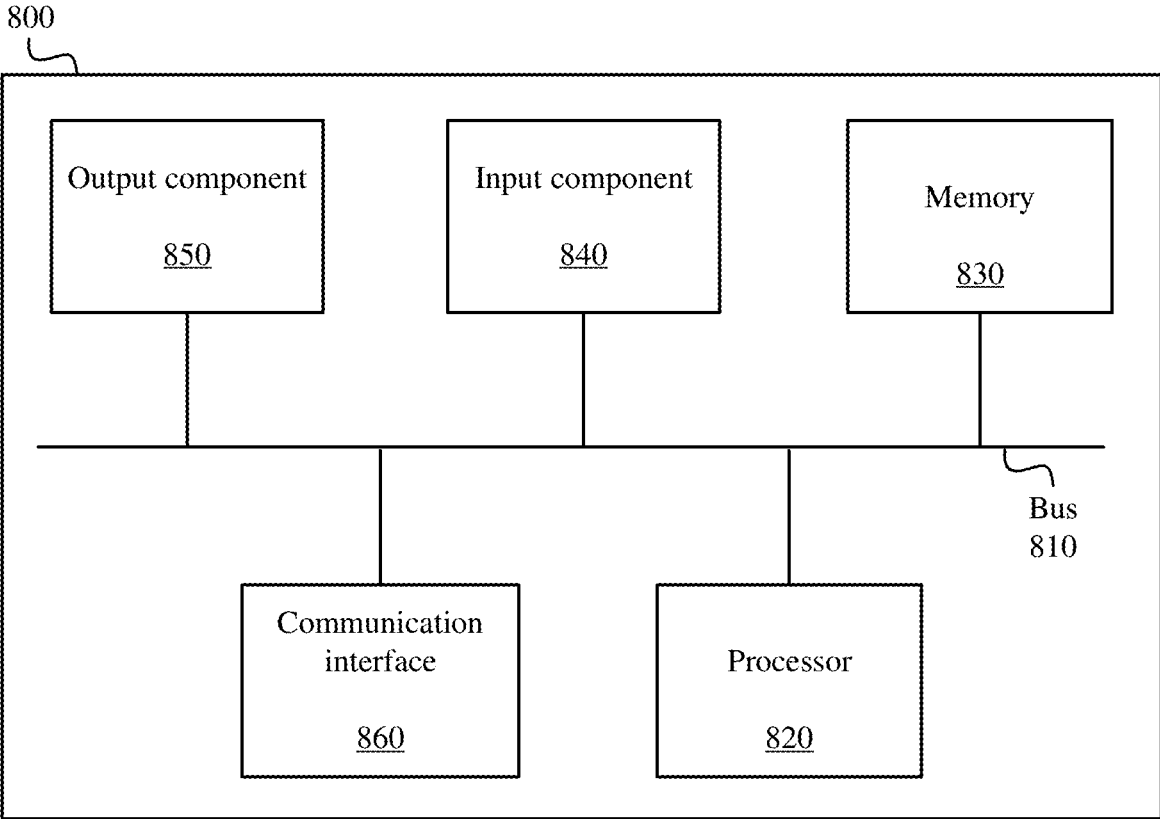 800
Output component
850
Input component
840
Memory
830
Bus
810
Communication
interface
860
Processor
820